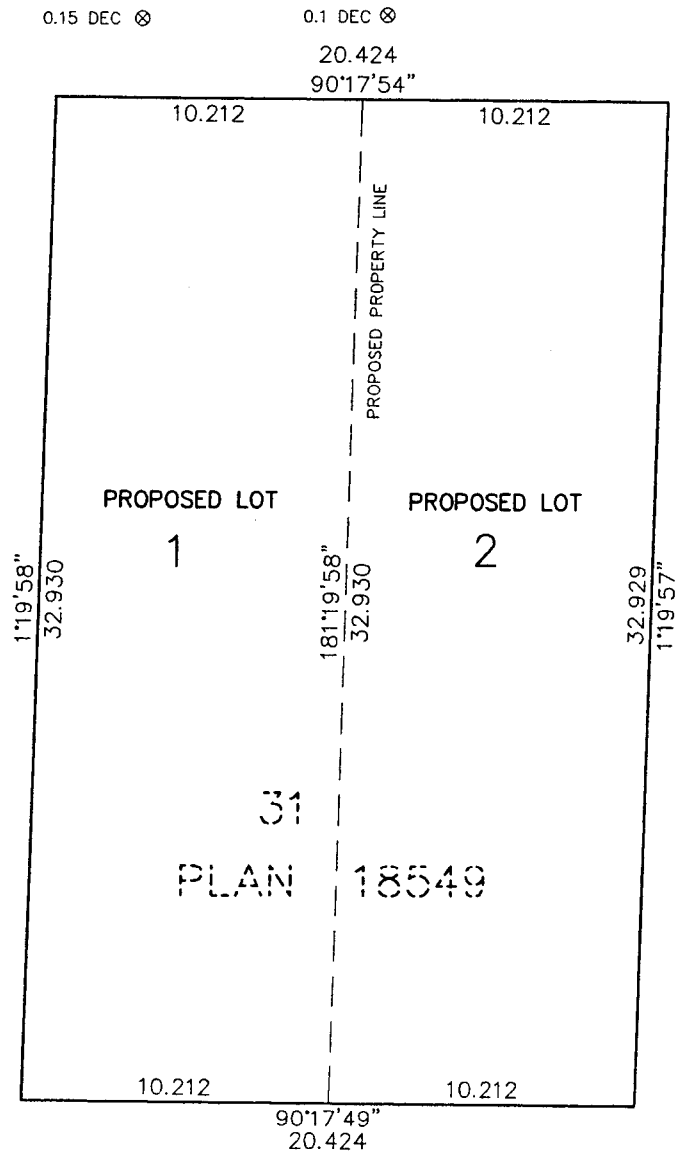 0.15 DEC ⊗
0.1 DEC ⊗
20.424
90°17'54"
10.212
10.212
PROPOSED PROPERTY LINE
PROPOSED LOT
1
PROPOSED LOT
2
1°19'58"
32.930
181°19'58"
32.930
32.929
1°19'57"
31
PLAN 18549
10.212
10.212
90°17'49"
20.424